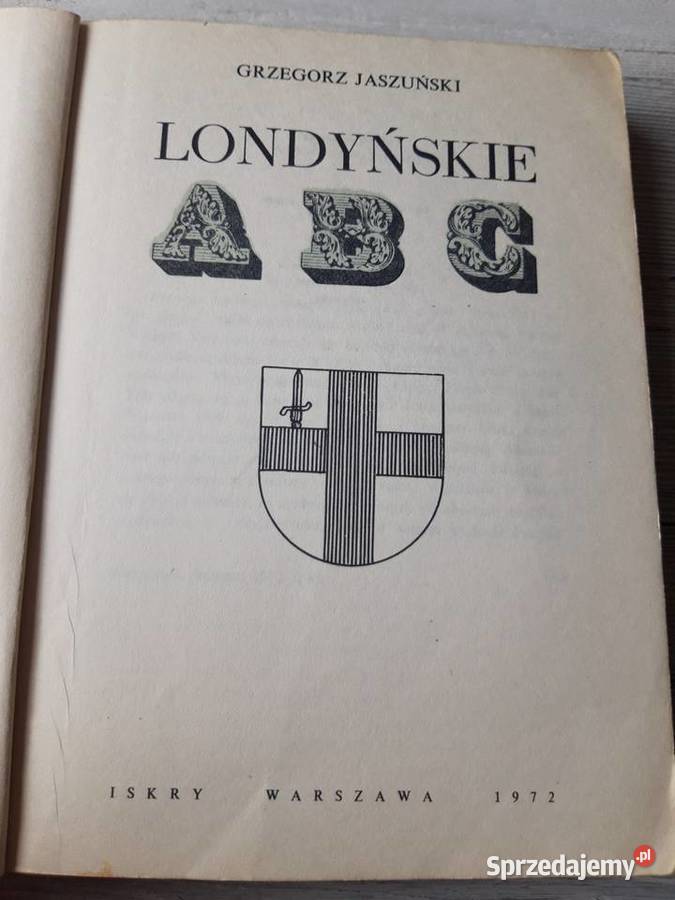 GRZEGORZ JASZUŃSKI
LONDYŃSKIE
ABC
ISKRY WARSZAWA 1972
Sprzedajemy.pl